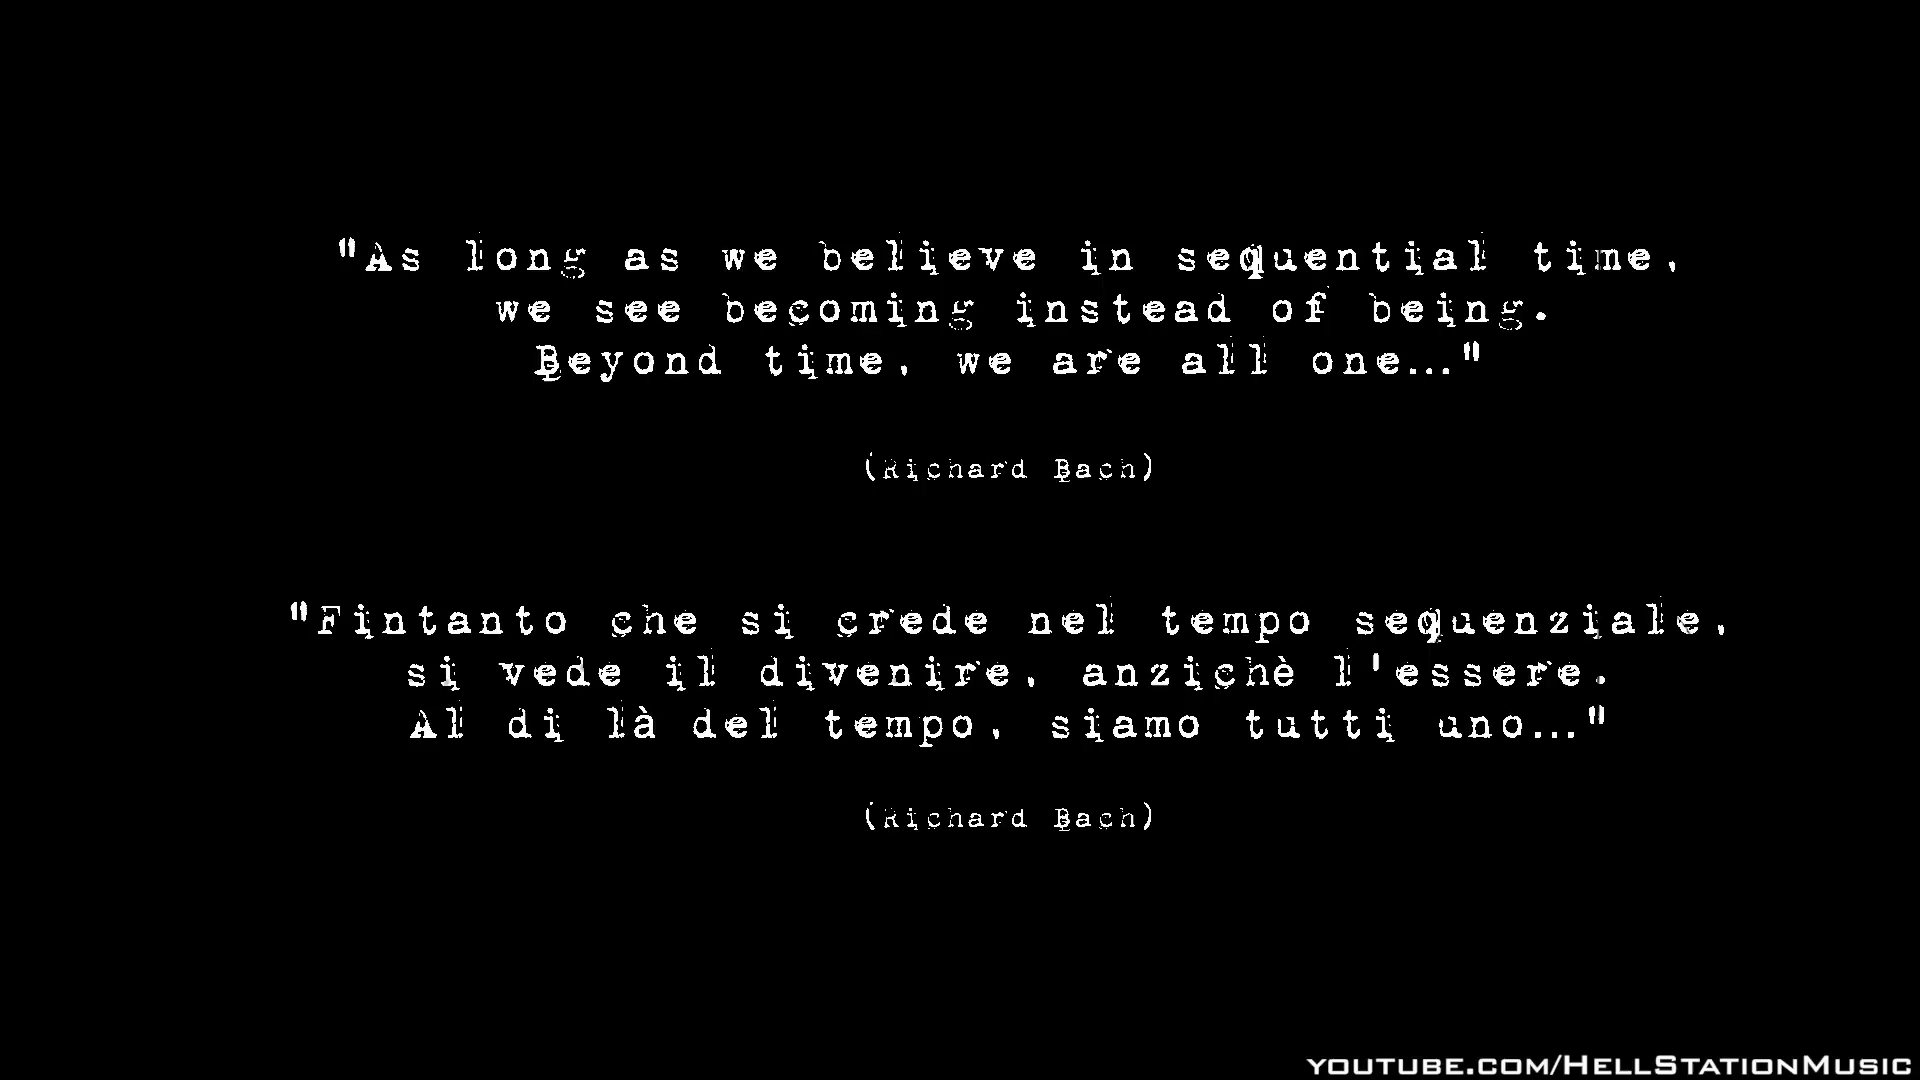 "As long as we believe in sequential time,
we see becoming instead of being.
Beyond time, we are all one..."
(Richard Bach)
"Fintanto che si crede nel tempo sequenziale,
si vede il divenire, anzichè l'essere.
Al di là del tempo, siamo tutti uno..."
(Richard Bach)
youtube.com/HellStationMusic